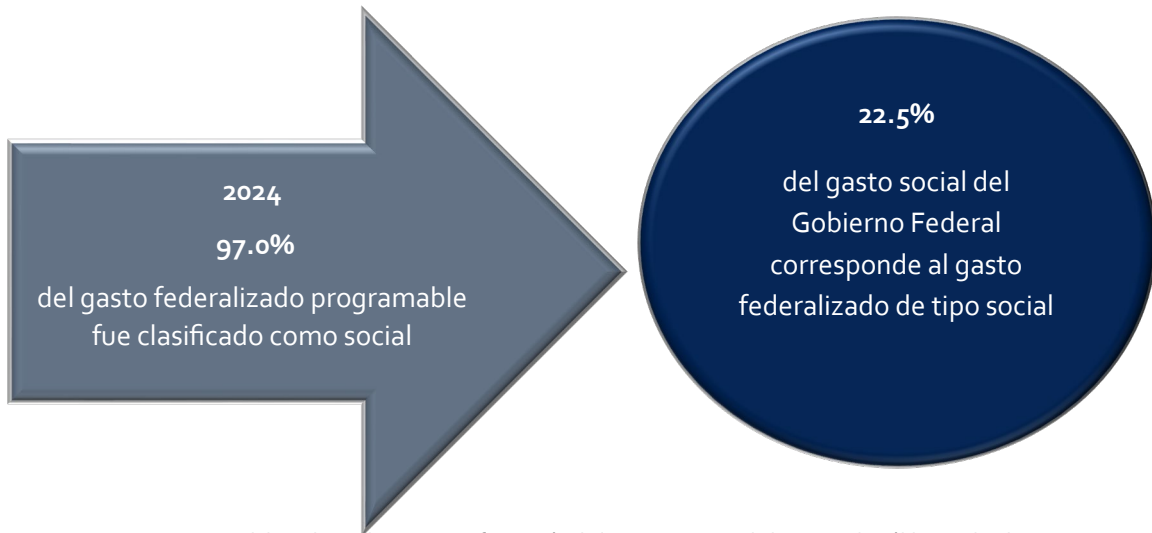 2024
97.0%
del gasto federalizado programable
fue clasificado como social
22.5%
del gasto social del
Gobierno Federal
corresponde al gasto
federalizado de tipo social